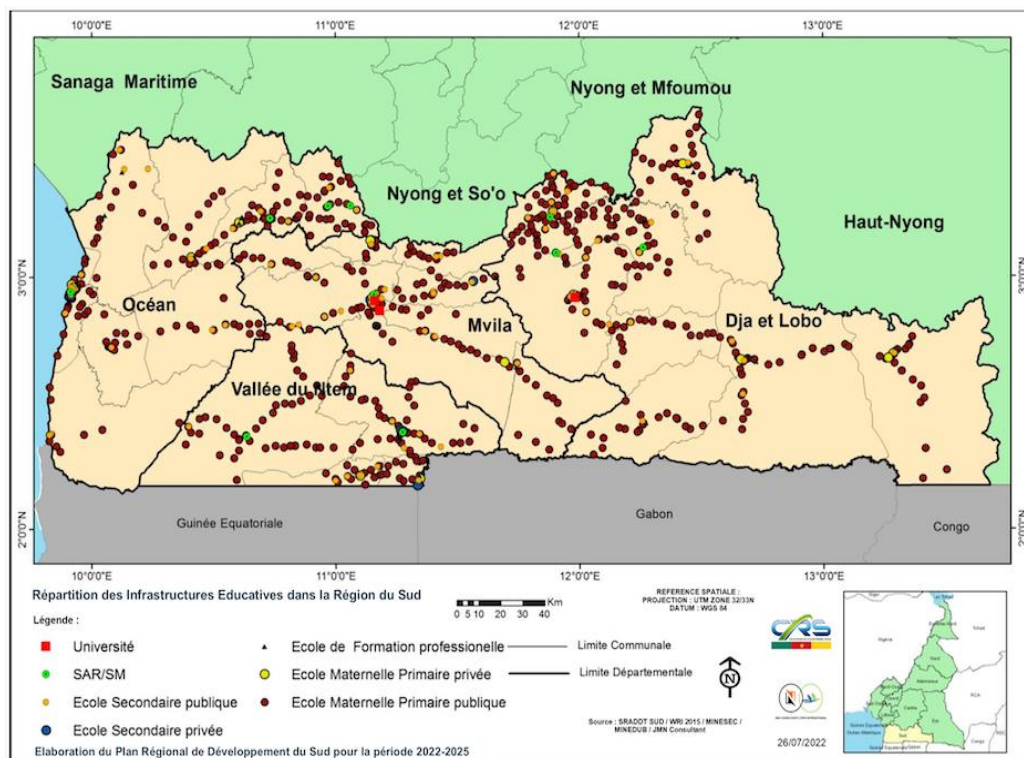 10°0'0"E 11°0'0"E 12°0'0"E 13°0'0"E
Sanaga Maritime
Nyong et Mfoumou
Nyong et So'o
Haut-Nyong
3°0'0"N 3°0'0"N
Océan
Mvila
Dja et Lobo
Vallée du Ntem
2°0'0"N 2°0'0"N
Guinée Equatoriale
Gabon
Congo
10°0'0"E 11°0'0"E 12°0'0"E 13°0'0"E
Répartition des Infrastructures Educatives dans la Région du Sud
Km
0 5 10 20 30 40
REFERENCE SPATIALE :
PROJECTION : UTM ZONE 32/33N
DATUM : WGS 84
Légende :
Université
SAR/SM
Ecole Secondaire publique
Ecole Secondaire privée
Ecole de Formation professionelle
Ecole Maternelle Primaire privée
Ecole Maternelle Primaire publique
Limite Communale
Limite Départementale
N
Source : SRADDT SUD / WRI 2015 / MINESEC /
MINEDUB / JMN Consultant
CRS
26/07/2022
Elaboration du Plan Régional de Développement du Sud pour la période 2022-2025